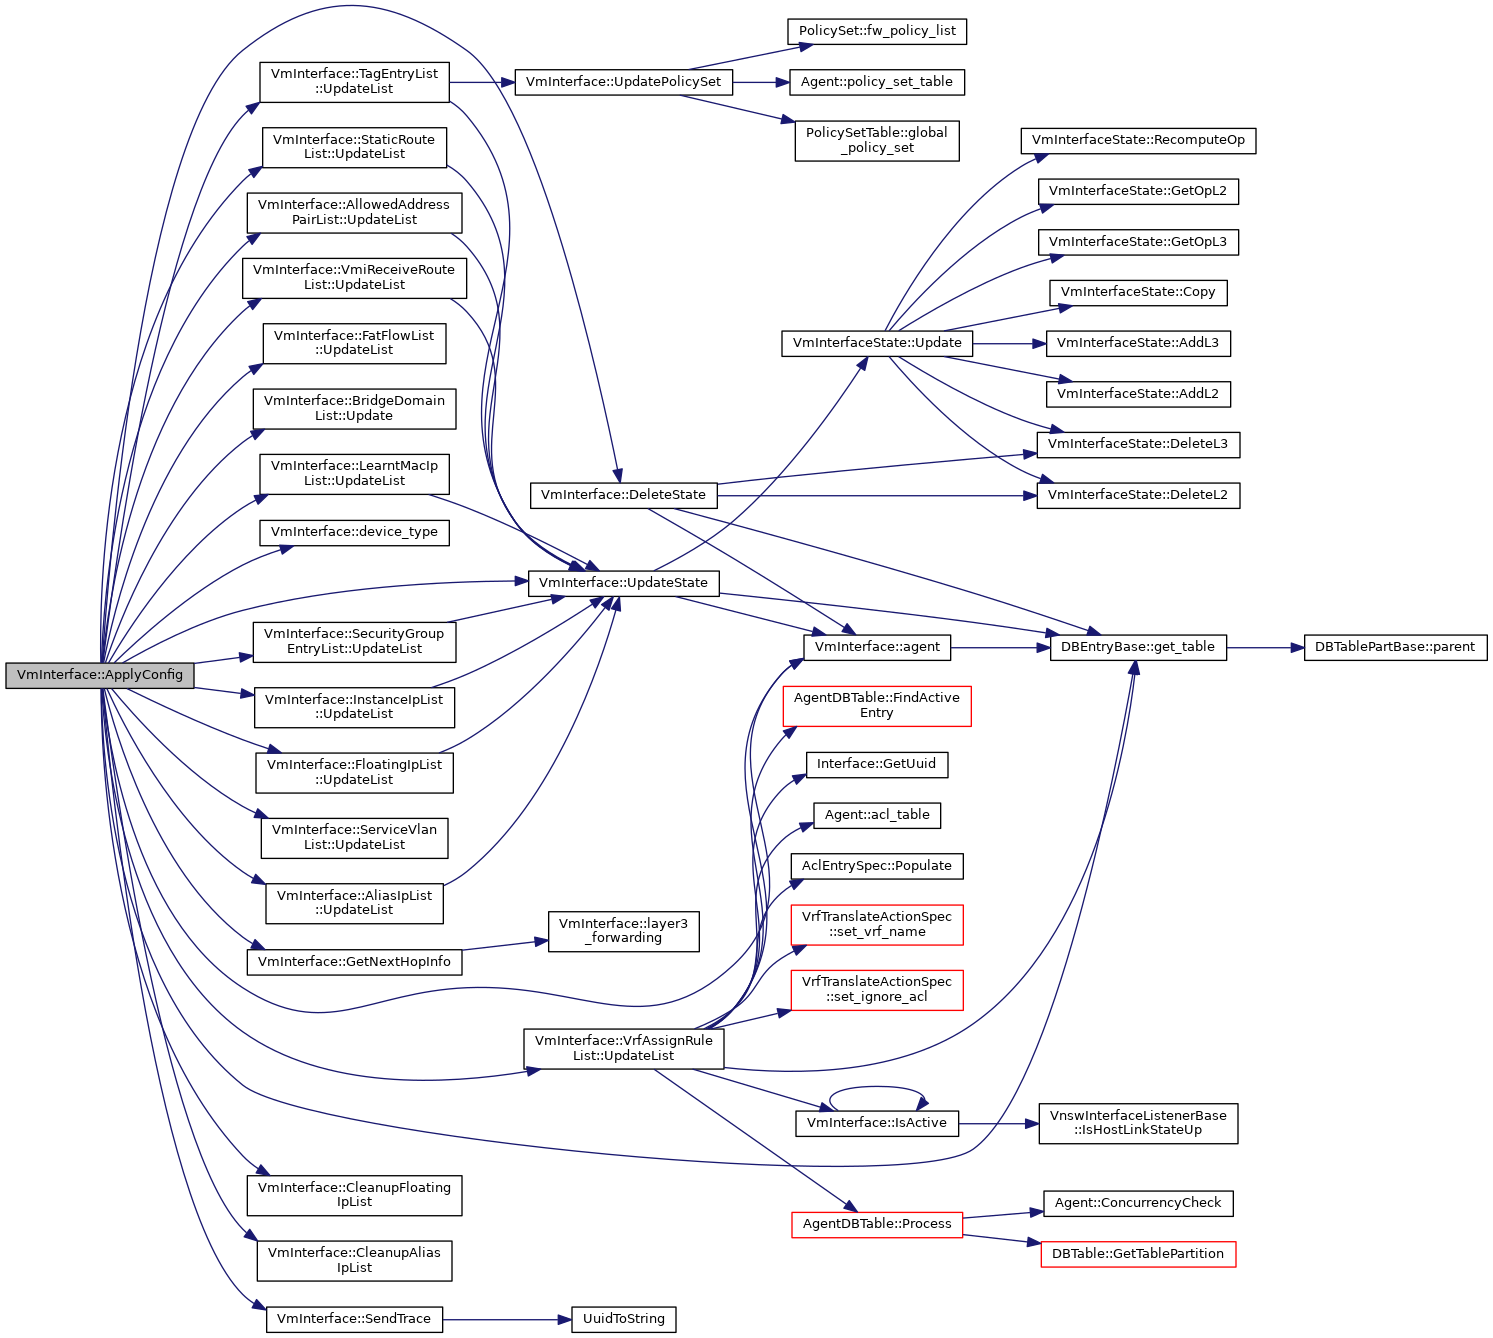 VmInterface::ApplyConfig
VmInterface::TagEntryList
::UpdateList
VmInterface::StaticRoute
List::UpdateList
VmInterface::AllowedAddress
PairList::UpdateList
VmInterface::VmiReceiveRoute
List::UpdateList
VmInterface::FatFlowList
::UpdateList
VmInterface::BridgeDomain
List::Update
VmInterface::LearntMacIp
List::UpdateList
VmInterface::device_type
VmInterface::SecurityGroup
EntryList::UpdateList
VmInterface::InstanceIpList
::UpdateList
VmInterface::FloatingIpList
::UpdateList
VmInterface::ServiceVlan
List::UpdateList
VmInterface::AliasIpList
::UpdateList
VmInterface::GetNextHopInfo
VmInterface::CleanupFloating
IpList
VmInterface::CleanupAlias
IpList
VmInterface::SendTrace
VmInterface::UpdatePolicySet
VmInterface::DeleteState
VmInterface::UpdateState
VmInterface::layer3
_forwarding
VmInterface::VrfAssignRule
List::UpdateList
UuidToString
PolicySet::fw_policy_list
Agent::policy_set_table
PolicySetTable::global
_policy_set
VmInterfaceState::Update
VmInterface::agent
AgentDBTable::FindActive
Entry
Interface::GetUuid
Agent::acl_table
AclEntrySpec::Populate
VrfTranslateActionSpec
::set_vrf_name
VrfTranslateActionSpec
::set_ignore_acl
VmInterface::IsActive
AgentDBTable::Process
VmInterfaceState::RecomputeOp
VmInterfaceState::GetOpL2
VmInterfaceState::GetOpL3
VmInterfaceState::Copy
VmInterfaceState::AddL3
VmInterfaceState::AddL2
VmInterfaceState::DeleteL3
VmInterfaceState::DeleteL2
DBEntryBase::get_table
VnswInterfaceListenerBase
::IsHostLinkStateUp
Agent::ConcurrencyCheck
DBTable::GetTablePartition
DBTablePartBase::parent